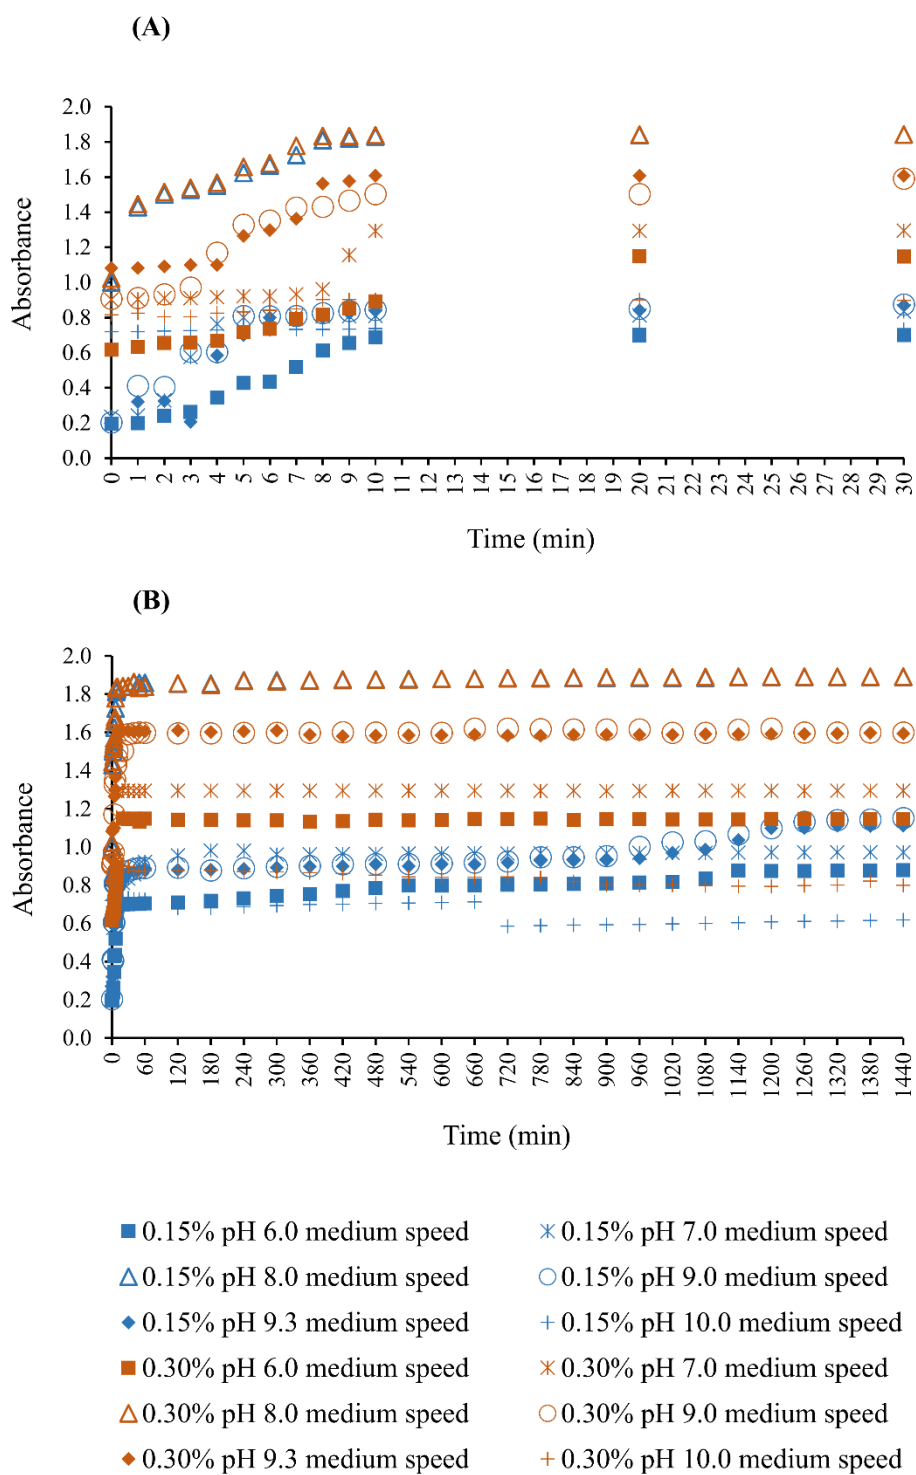 (A)
2.0
1.8
1.6
1.4
1.2
1.0
0.8
0.6
0.4
0.2
0.0
Absorbance
0 1 2 3 4 5 6 7 8 9 10 11 12 13 14 15 16 17 18 19 20 21 22 23 24 25 26 27 28 29 30
Time (min)
(B)
2.0
1.8
1.6
1.4
1.2
1.0
0.8
0.6
0.4
0.2
0.0
Absorbance
0 60 120 180 240 300 360 420 480 540 600 660 720 780 840 900 960 1020 1080 1140 1200 1260 1320 1380 1440
Time (min)
0.15% pH 6.0 medium speed 0.15% pH 7.0 medium speed
0.15% pH 8.0 medium speed 0.15% pH 9.0 medium speed
0.15% pH 9.3 medium speed 0.15% pH 10.0 medium speed
0.30% pH 6.0 medium speed 0.30% pH 7.0 medium speed
0.30% pH 8.0 medium speed 0.30% pH 9.0 medium speed
0.30% pH 9.3 medium speed 0.30% pH 10.0 medium speed